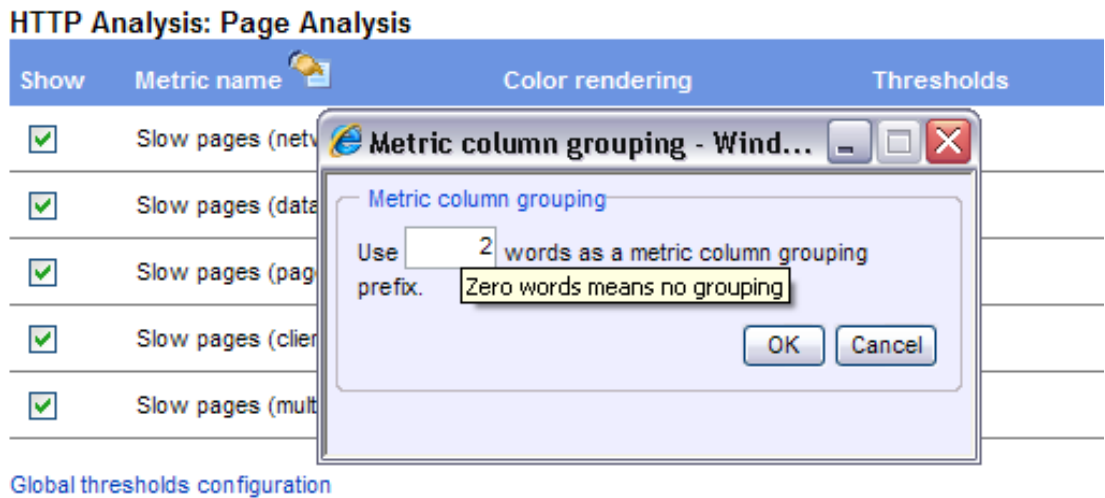 HTTP Analysis: Page Analysis
Show Metric name Color rendering Thresholds
Slow pages (netw
Metric column grouping - Wind...
Slow pages (data
Metric column grouping
Use 2 words as a metric column grouping
prefix.
Zero words means no grouping
Slow pages (pag
Slow pages (clien
OK Cancel
Slow pages (mult
Global thresholds configuration